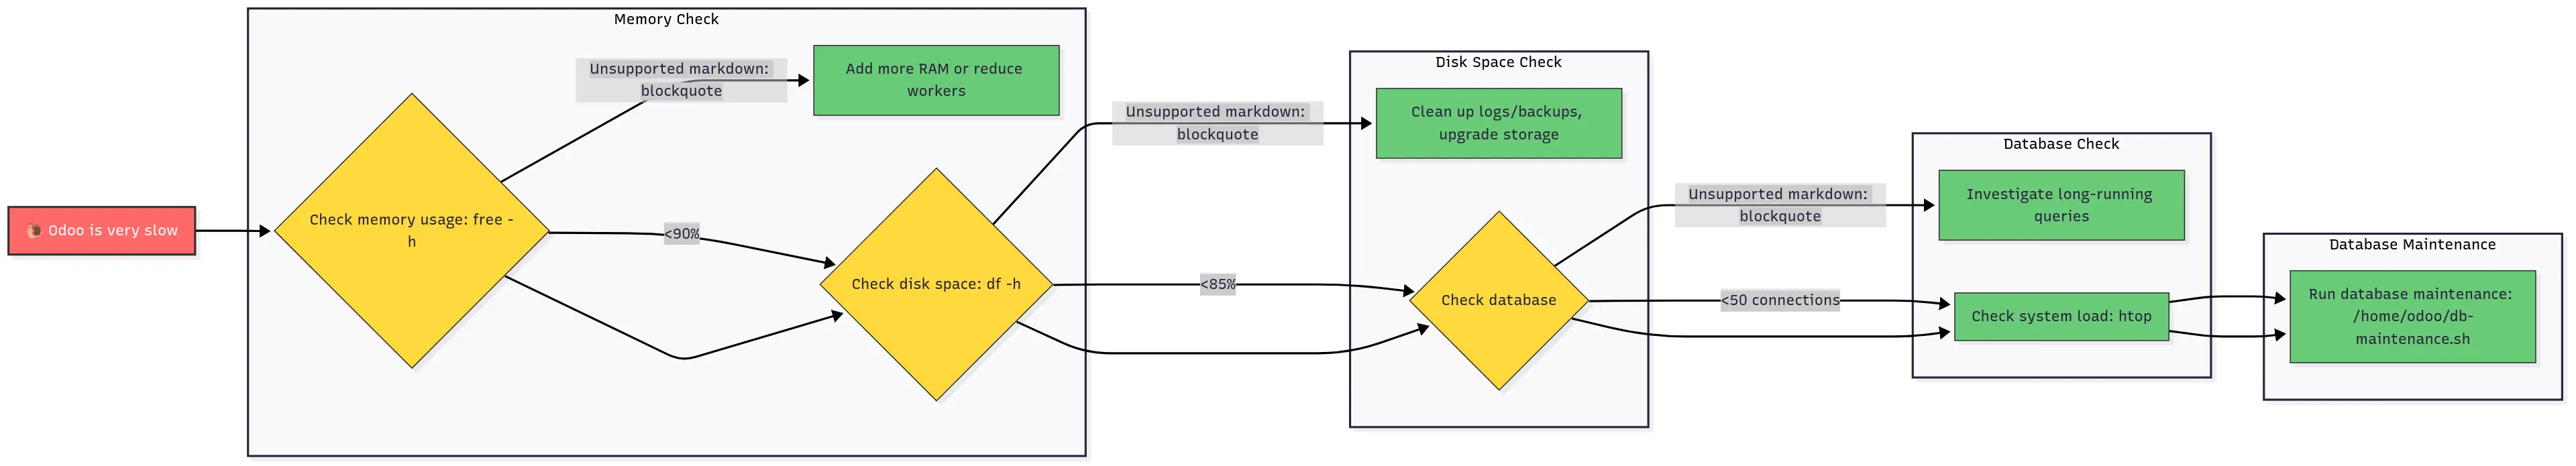 🐌 Odoo is very slow
Memory Check
Check memory usage: free -
h
Unsupported markdown:
blockquote
Add more RAM or reduce
workers
<90%
Check disk space: df -h
Unsupported markdown:
blockquote
<85%
Disk Space Check
Clean up logs/backups,
upgrade storage
Check database
Unsupported markdown:
blockquote
<50 connections
Database Check
Investigate long-running
queries
Check system load: htop
Database Maintenance
Run database maintenance:
/home/odoo/db-
maintenance.sh